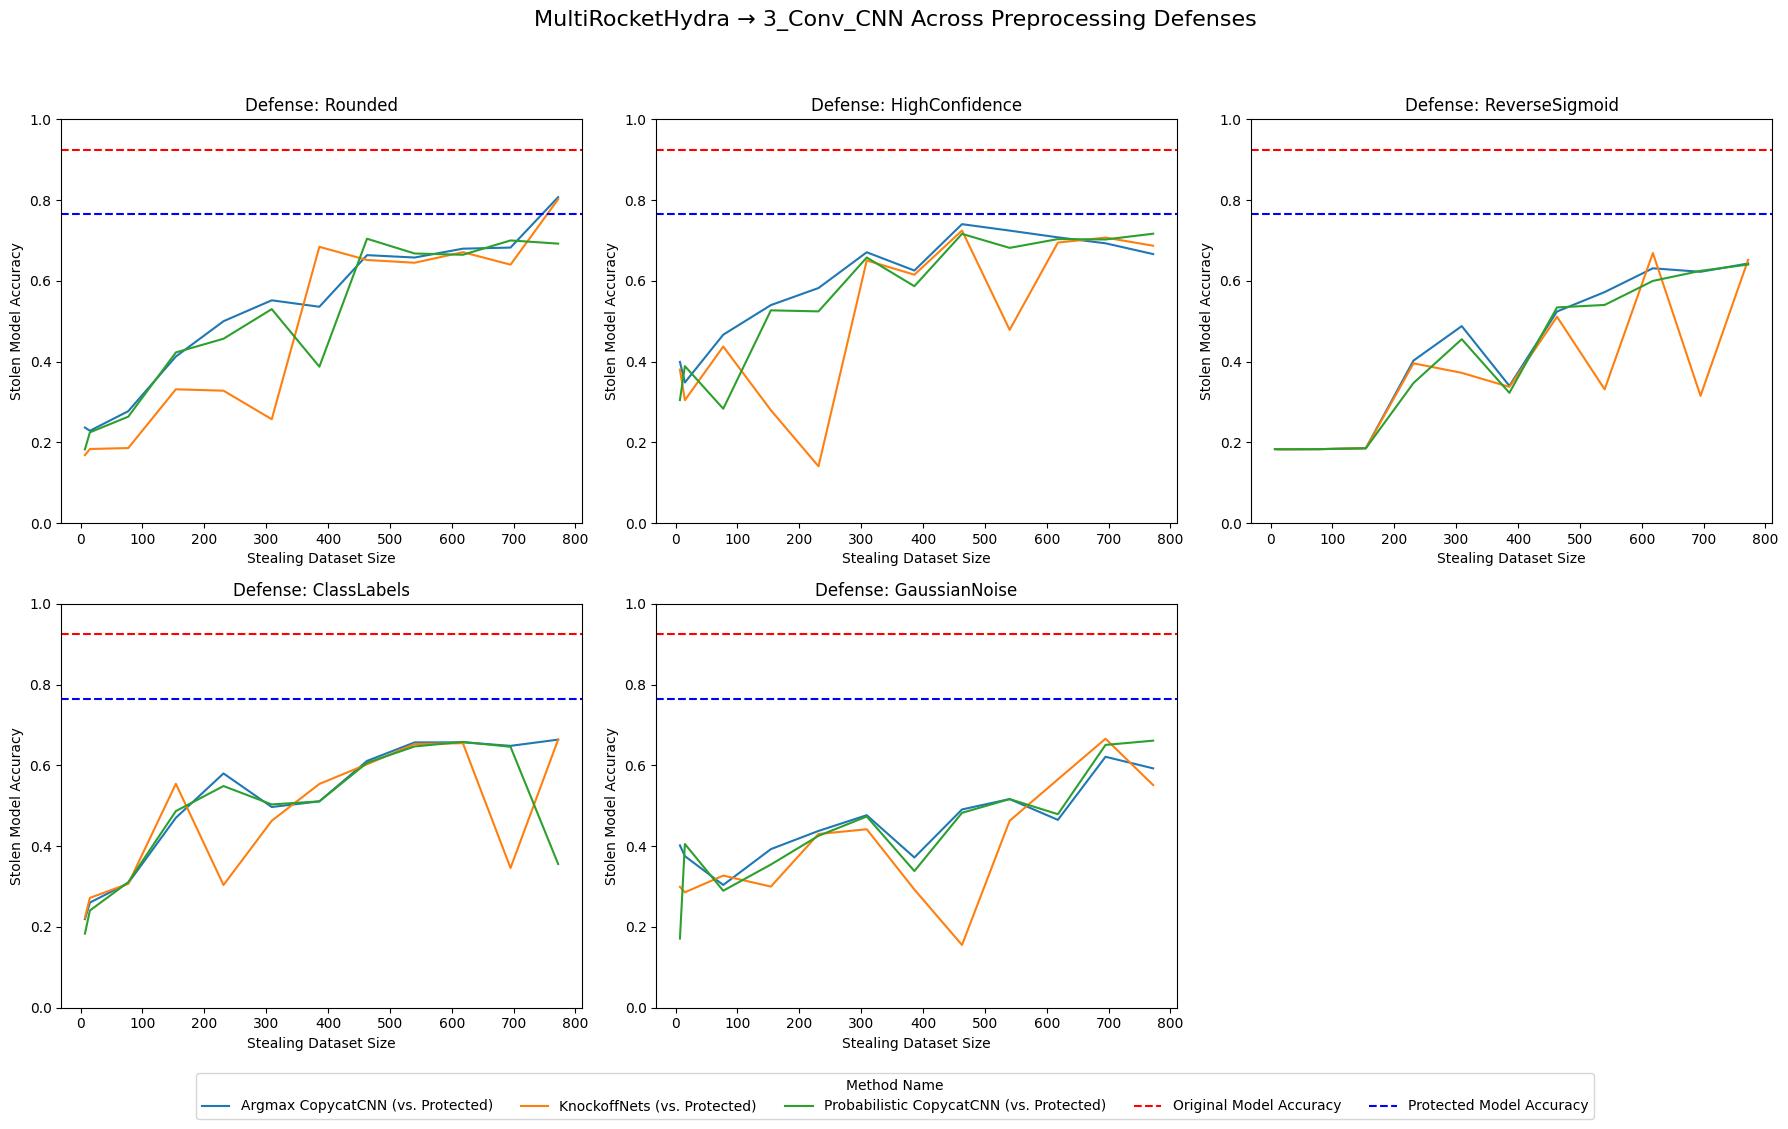 MultiRocketHydra → 3_Conv_CNN Across Preprocessing Defenses
Defense: Rounded
1.0
0.8
0.6
0.4
0.2
0.0
Stolen Model Accuracy
0 100 200 300 400 500 600 700 800
Stealing Dataset Size
Defense: HighConfidence
1.0
0.8
0.6
0.4
0.2
0.0
Stolen Model Accuracy
0 100 200 300 400 500 600 700 800
Stealing Dataset Size
Defense: ReverseSigmoid
1.0
0.8
0.6
0.4
0.2
0.0
Stolen Model Accuracy
0 100 200 300 400 500 600 700 800
Stealing Dataset Size
Defense: ClassLabels
1.0
0.8
0.6
0.4
0.2
0.0
Stolen Model Accuracy
0 100 200 300 400 500 600 700 800
Stealing Dataset Size
Defense: GaussianNoise
1.0
0.8
0.6
0.4
0.2
0.0
Stolen Model Accuracy
0 100 200 300 400 500 600 700 800
Stealing Dataset Size
Method Name
Argmax CopycatCNN (vs. Protected) KnockoffNets (vs. Protected) Probabilistic CopycatCNN (vs. Protected) Original Model Accuracy Protected Model Accuracy